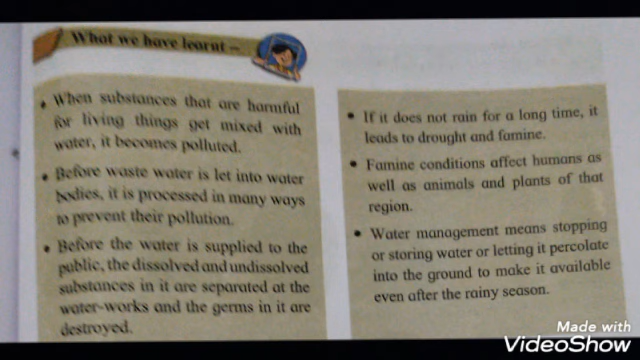 What we have learnt –
• When substances that are harmful
for living things get mixed with
water, it becomes polluted.
• Before waste water is let into water
bodies, it is processed in many ways
to prevent their pollution.
• Before the water is supplied to the
public, the dissolved and undissolved
substances in it are separated at the
water-works and the germs in it are
destroyed.
• If it does not rain for a long time, it
leads to drought and famine.
• Famine conditions affect humans as
well as animals and plants of that
region.
• Water management means stopping
or storing water or letting it percolate
into the ground to make it available
even after the rainy season.
Made with
VideoShow